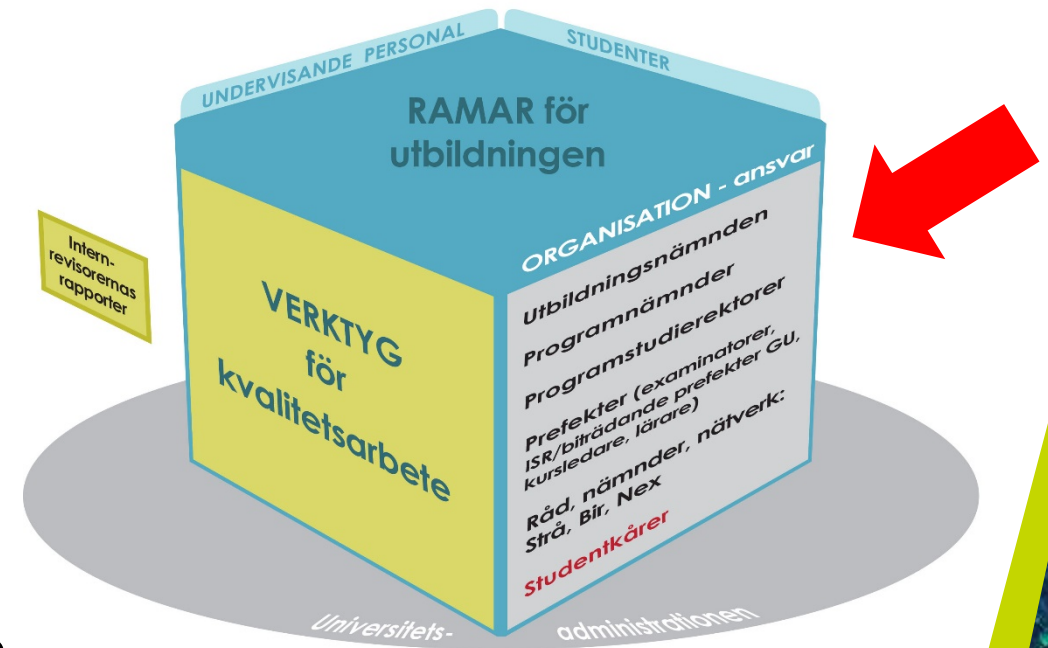 UNDERVISANDE PERSONAL
STUDENTER
RAMAR för
utbildningen
Intern-
revisorernas
rapporter
VERKTYG
för
kvalitetsarbete
ORGANISATION - ansvar
Utbildningsnämnden
Programnämnder
Programstudierektorer
Prefekter (examinatorer,
ISR/biträdande prefekter GU,
kursledare, lärare)
Råd, nämnder, nätverk:
Strå, Bir, Nex
Studentkårer
Universitets-
administrationen